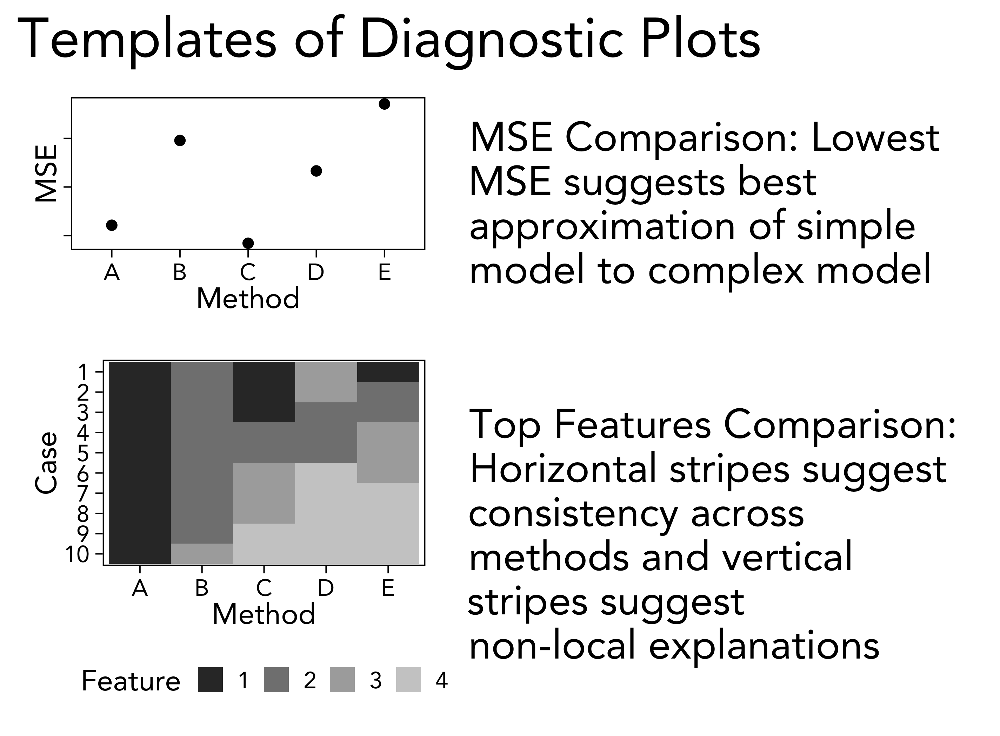 Templates of Diagnostic Plots
MSE
A B C D E
Method
MSE Comparison: Lowest
MSE suggests best
approximation of simple
model to complex model
Case
1
2
3
4
5
6
7
8
9
10
A B C D E
Method
Feature 1 2 3 4
Top Features Comparison:
Horizontal stripes suggest
consistency across
methods and vertical
stripes suggest
non-local explanations